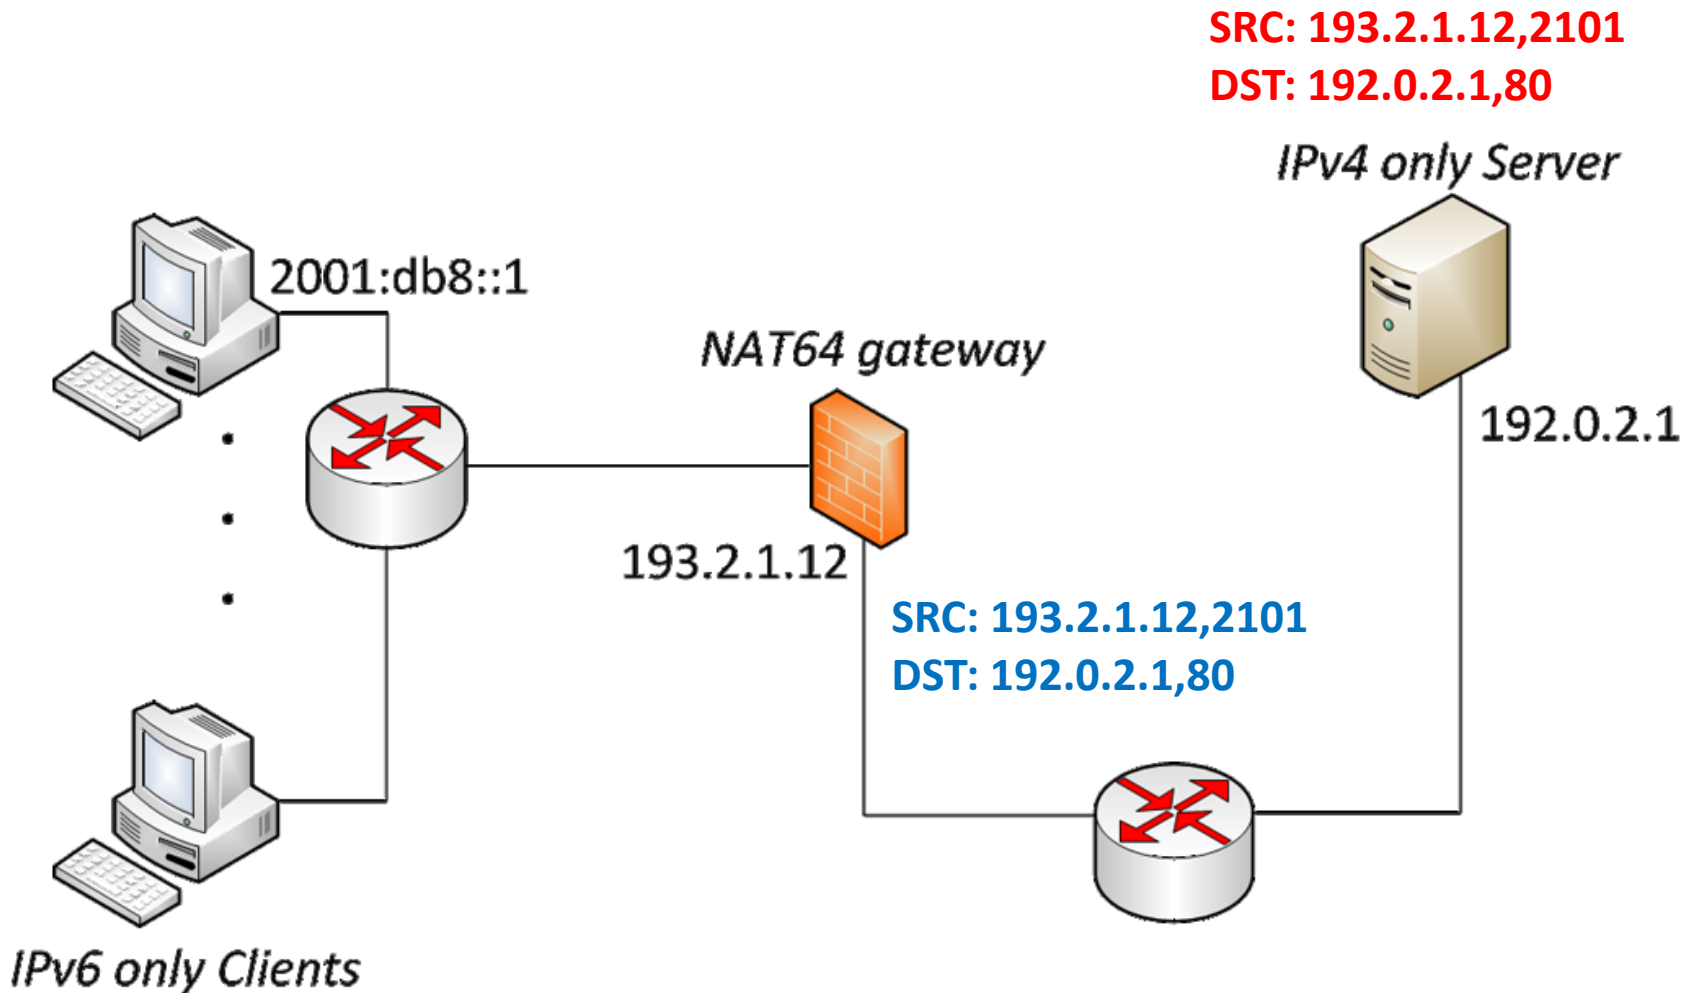 SRC: 193.2.1.12,2101
DST: 192.0.2.1,80
IPv4 only Server
2001:db8::1
NAT64 gateway
192.0.2.1
193.2.1.12
SRC: 193.2.1.12,2101
DST: 192.0.2.1,80
IPv6 only Clients